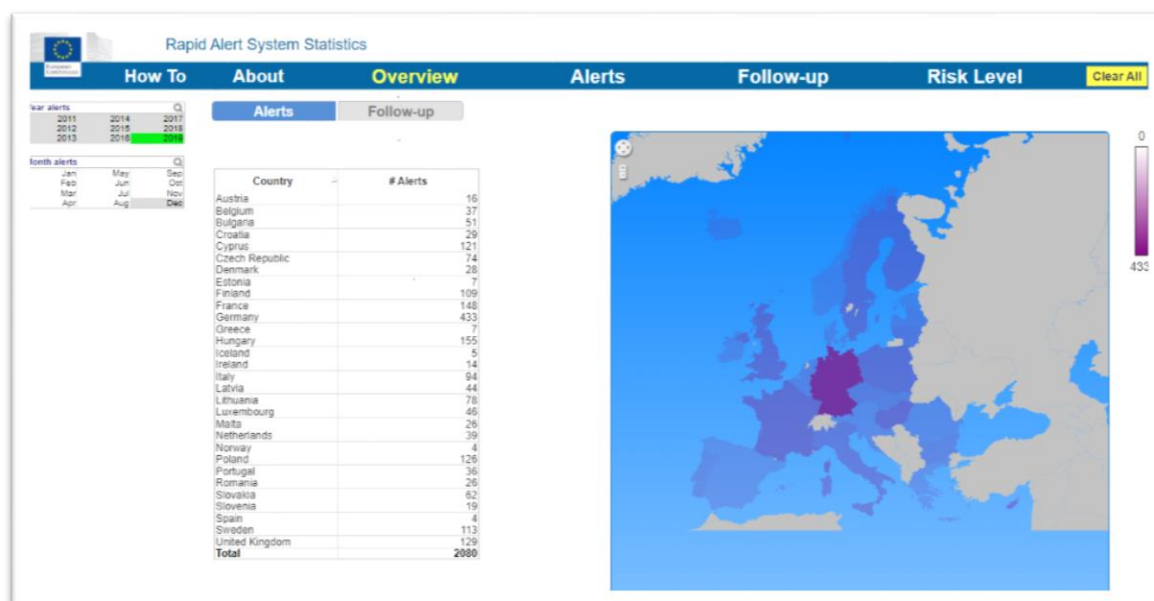 Rapid Alert System Statistics
European
Commission
How To About Overview Alerts Follow-up Risk Level Clear All
Year alerts
2011 2014 2017
2012 2015 2018
2013 2016 2019
Month alerts
Jan May Sep
Feb Jun Oct
Mar Jul Nov
Apr Aug Dec
Alerts Follow-up
Country # Alerts
Austria 16
Belgium 37
Bulgaria 51
Croatia 29
Cyprus 121
Czech Republic 74
Denmark 28
Estonia 7
Finland 109
France 148
Germany 433
Greece 7
Hungary 155
Iceland 5
Ireland 14
Italy 94
Latvia 44
Lithuania 78
Luxembourg 46
Malta 26
Netherlands 39
Norway 4
Poland 126
Portugal 36
Romania 26
Slovakia 62
Slovenia 19
Spain 4
Sweden 113
United Kingdom 129
Total 2080
0
433